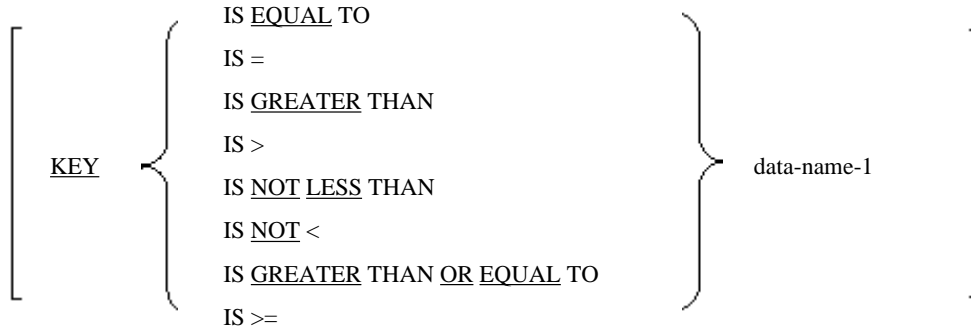 IS EQUAL TO
IS =
IS GREATER THAN
IS >
KEY
data-name-1
IS NOT LESS THAN
IS NOT <
IS GREATER THAN OR EQUAL TO
IS >=